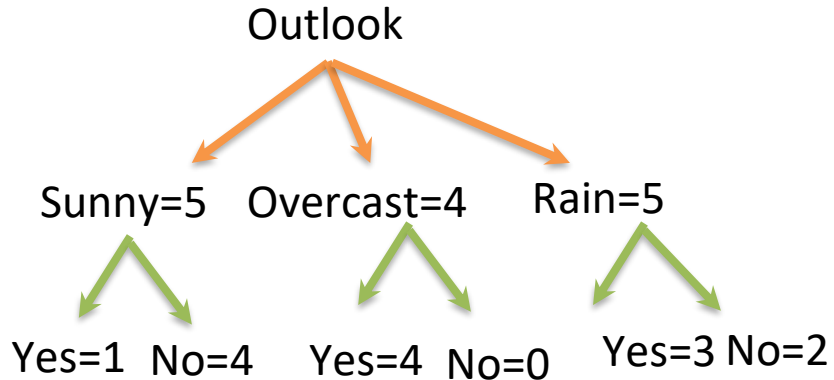 Outlook
Sunny=5 Overcast=4 Rain=5
Yes=1 No=4 Yes=4 No=0 Yes=3 No=2